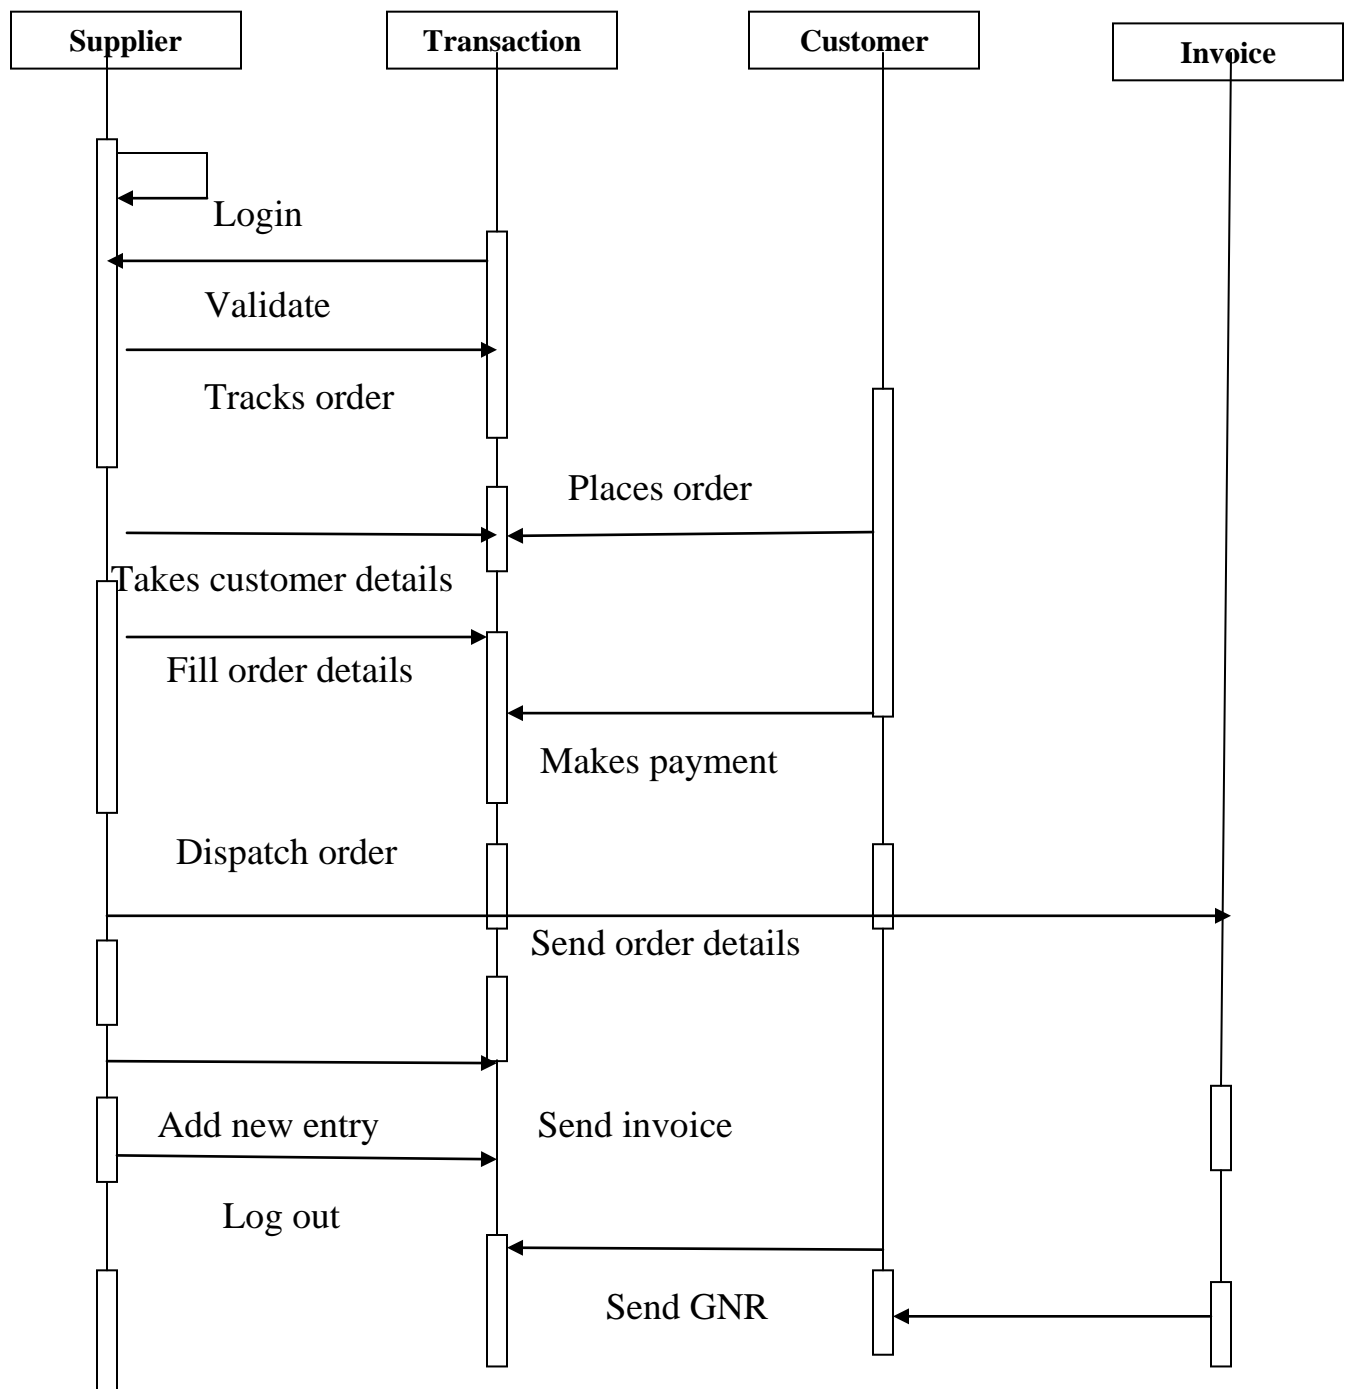 Supplier
Transaction
Customer
Invoice
Login
Validate
Tracks order
Places order
Takes customer details
Fill order details
Makes payment
Dispatch order
Send order details
Add new entry
Send invoice
Log out
Send GNR